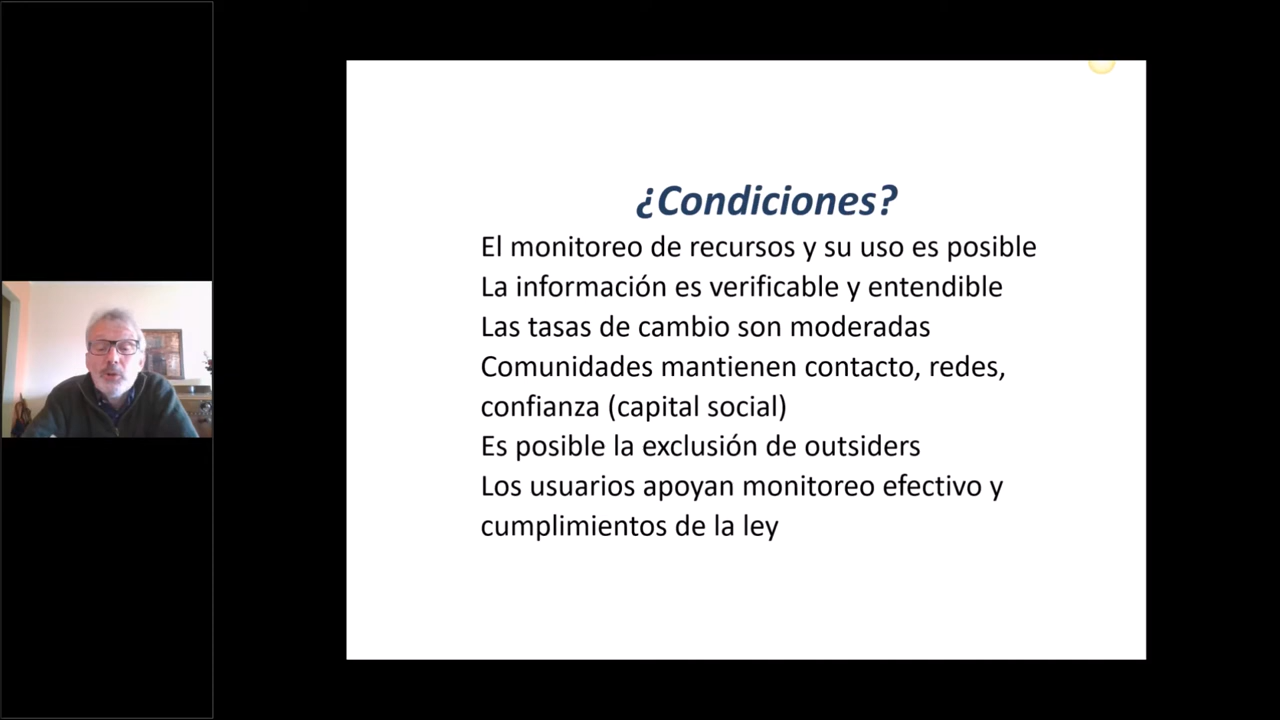 ¿Condiciones?
El monitoreo de recursos y su uso es posible
La información es verificable y entendible
Las tasas de cambio son moderadas
Comunidades mantienen contacto, redes,
confianza (capital social)
Es posible la exclusión de outsiders
Los usuarios apoyan monitoreo efectivo y
cumplimientos de la ley